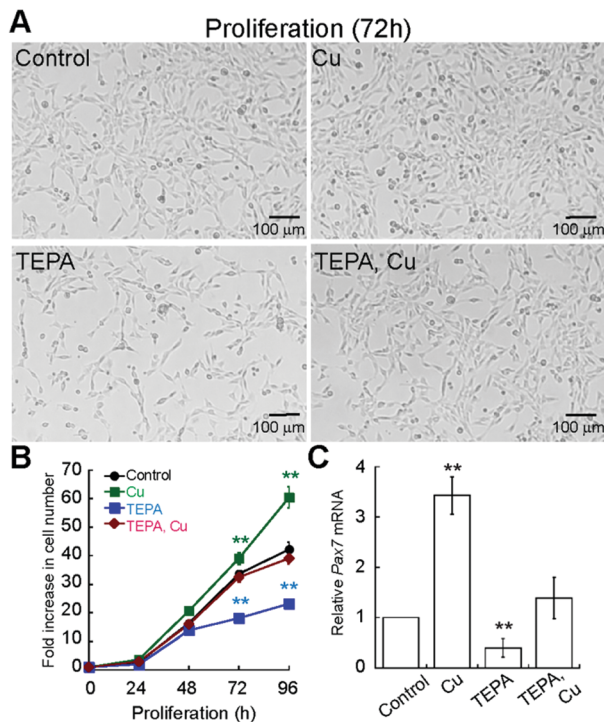 A
Proliferation (72h)
Control
Cu
100 µm
100 µm
TEPA
TEPA, Cu
100 µm
100 µm
B
70
60
50
40
30
20
10
0
Fold increase in cell number
Control
Cu
TEPA
TEPA, Cu
**
**
**
**
0 24 48 72 96
Proliferation (h)
C
4
3
2
1
0
Relative Pax7 mRNA
**
**
Control
Cu
TEPA
TEPA,
Cu